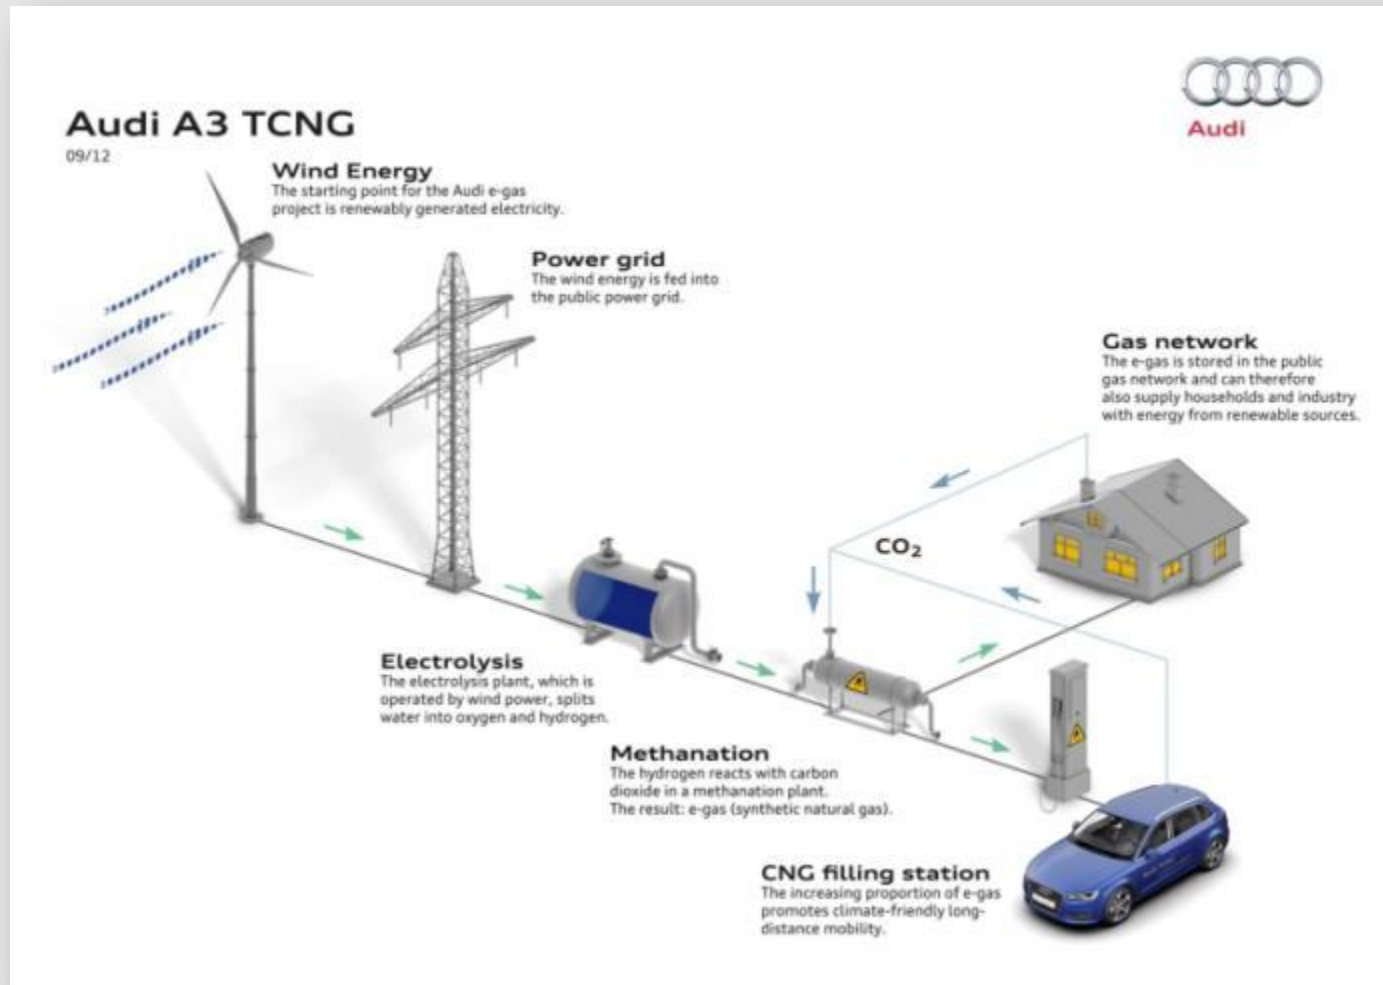 Audi A3 TCNG
09/12
Audi
Wind Energy
The starting point for the Audi e-gas
project is renewably generated electricity.
Power grid
The wind energy is fed into
the public power grid.
Gas network
The e-gas is stored in the public
gas network and can therefore
also supply households and industry
with energy from renewable sources.
CO₂
Electrolysis
The electrolysis plant, which is
operated by wind power, splits
water into oxygen and hydrogen.
Methanation
The hydrogen reacts with carbon
dioxide in a methanation plant.
The result: e-gas (synthetic natural gas).
CNG filling station
The increasing proportion of e-gas
promotes climate-friendly long-
distance mobility.